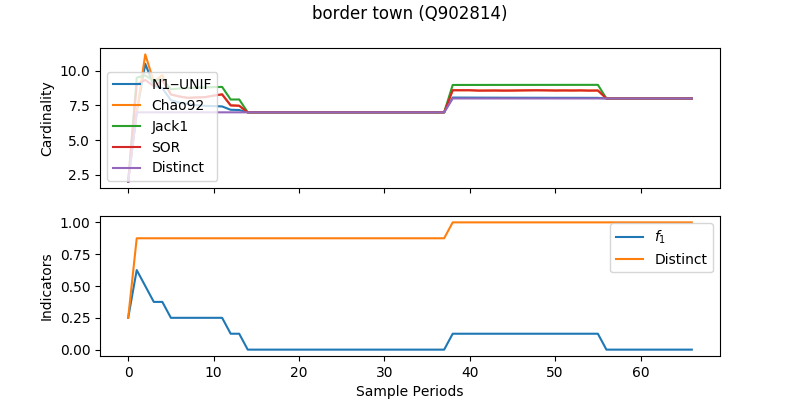 border town (Q902814)
10.0
7.5
5.0
2.5
Cardinality
N1−UNIF
Chao92
Jack1
SOR
Distinct
1.00
0.75
0.50
0.25
0.00
Indicators
f1
Distinct
0 10 20 30 40 50 60
Sample Periods